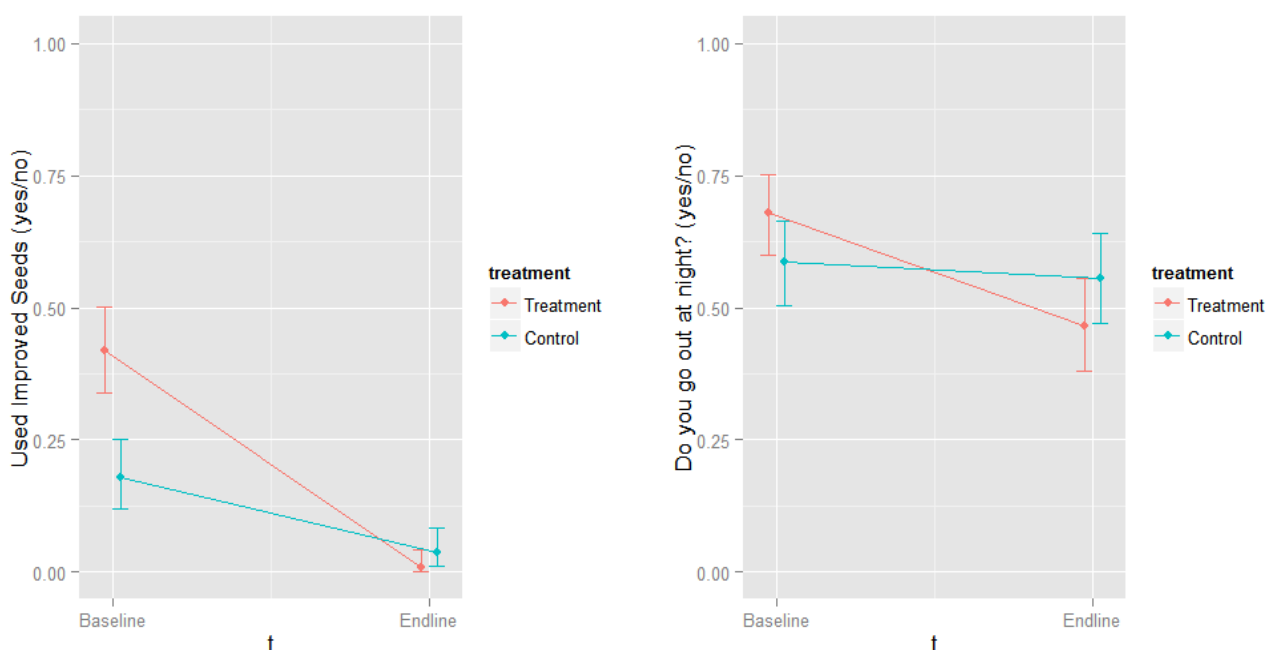 Used Improved Seeds (yes/no)
1.00
0.75
0.50
0.25
0.00
Baseline
Endline
t
treatment
Treatment
Control
Do you go out at night? (yes/no)
1.00
0.75
0.50
0.25
0.00
Baseline
Endline
t
treatment
Treatment
Control